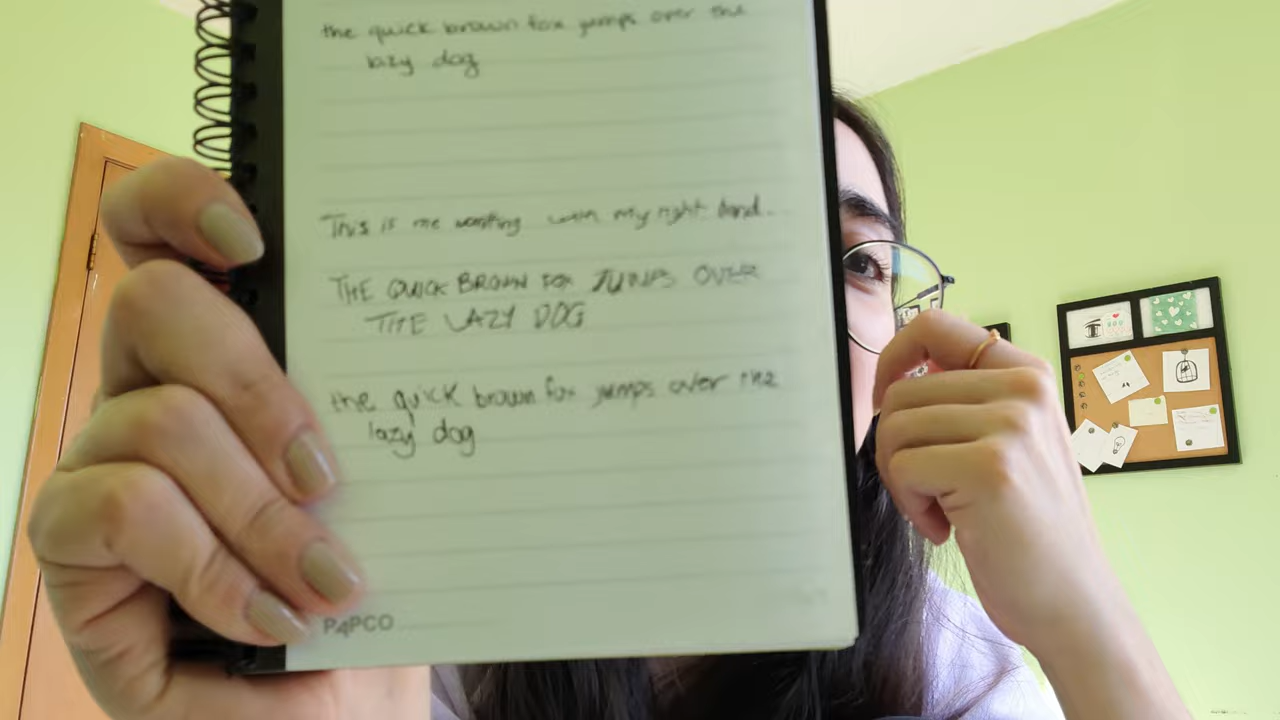 the quick brown fox jumps over the
lazy dog
This is me writing with my right hand.
THE QUICK BROWN FOX JUMPS OVER
THE LAZY DOG
the quick brown fox jumps over the
lazy dog
PAPCO